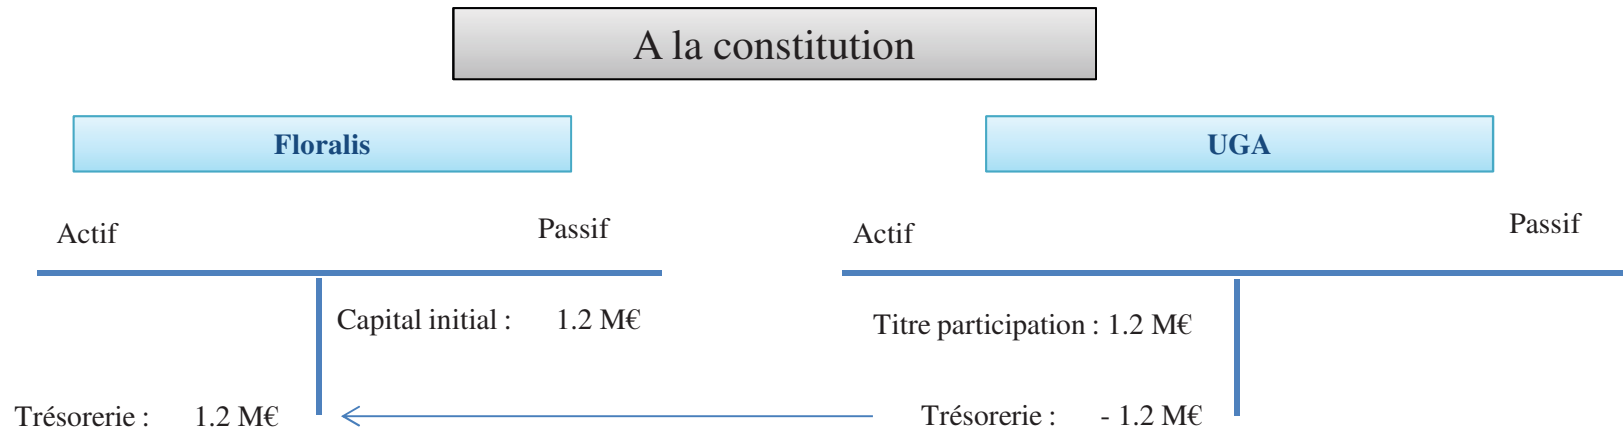 A la constitution
Floralis
UGA
Actif
Passif
Actif
Passif
Capital initial : 1.2 M€
Titre participation : 1.2 M€
Trésorerie : 1.2 M€
Trésorerie : - 1.2 M€